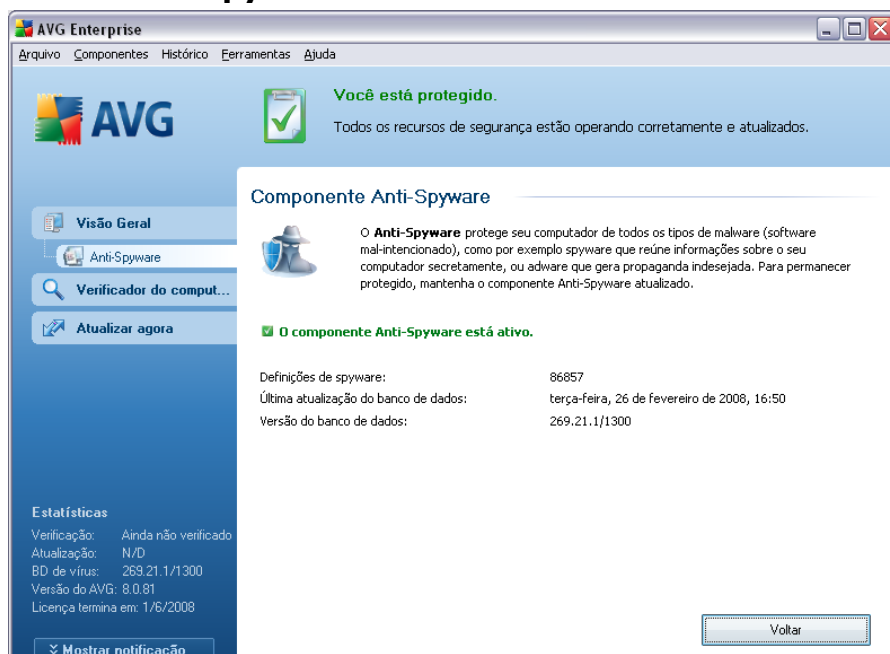 AVG Enterprise
Arquivo Componentes Histórico Ferramentas Ajuda
AVG
Você está protegido.
Todos os recursos de segurança estão operando corretamente e atualizados.
Visão Geral
Anti-Spyware
Verificador do comput...
Atualizar agora
Componente Anti-Spyware
O Anti-Spyware protege seu computador de todos os tipos de malware (software
mal-intencionado), como por exemplo spyware que reúne informações sobre o seu
computador secretamente, ou adware que gera propaganda indesejada. Para permanecer
protegido, mantenha o componente Anti-Spyware atualizado.
O componente Anti-Spyware está ativo.
Definições de spyware: 86857
Última atualização do banco de dados: terça-feira, 26 de fevereiro de 2008, 16:50
Versão do banco de dados: 269.21.1/1300
Estatísticas
Verificação: Ainda não verificado
Atualização: N/D
BD de vírus: 269.21.1/1300
Versão do AVG: 8.0.81
Licença termina em: 1/6/2008
Mostrar notificação
Voltar